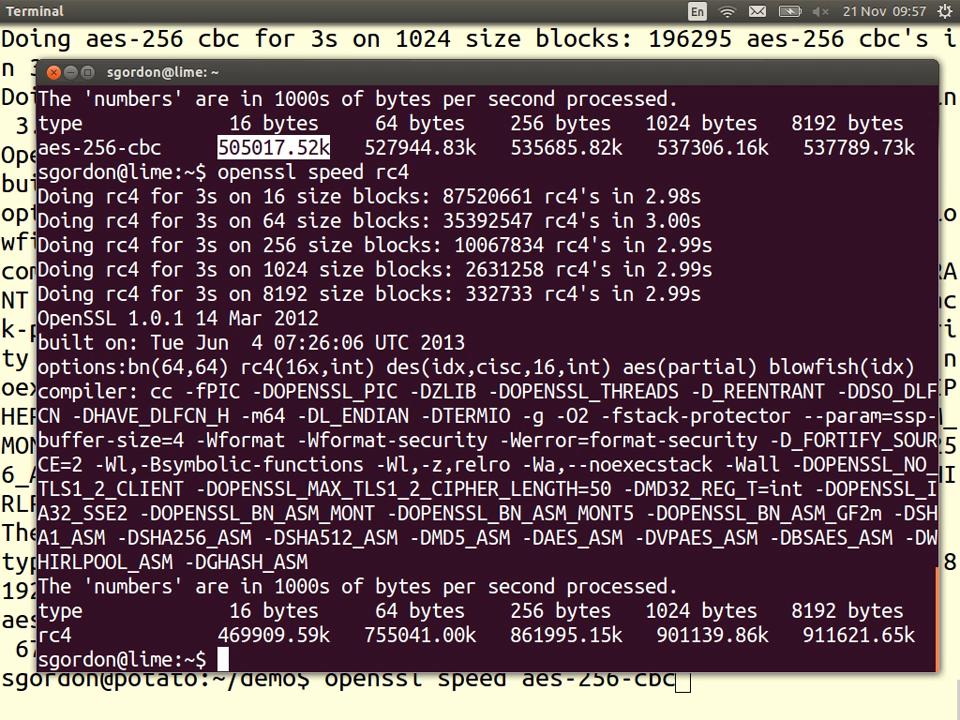 Terminal
En
21 Nov 09:57
Doing aes-256 cbc for 3s on 1024 size blocks: 196295 aes-256 cbc's i
n 3
sgordon@lime: ~
The 'numbers' are in 1000s of bytes per second processed.
type 16 bytes 64 bytes 256 bytes 1024 bytes 8192 bytes
aes-256-cbc 505017.52k 527944.83k 535685.82k 537306.16k 537789.73k
sgordon@lime:~$ openssl speed rc4
Doing rc4 for 3s on 16 size blocks: 87520661 rc4's in 2.98s
Doing rc4 for 3s on 64 size blocks: 35392547 rc4's in 3.00s
Doing rc4 for 3s on 256 size blocks: 10067834 rc4's in 2.99s
Doing rc4 for 3s on 1024 size blocks: 2631258 rc4's in 2.99s
Doing rc4 for 3s on 8192 size blocks: 332733 rc4's in 2.99s
OpenSSL 1.0.1 14 Mar 2012
built on: Tue Jun  4 07:26:06 UTC 2013
options:bn(64,64) rc4(16x,int) des(idx,cisc,16,int) aes(partial) blowfish(idx)
compiler: cc -fPIC -DOPENSSL_PIC -DZLIB -DOPENSSL_THREADS -D_REENTRANT -DDSO_DLF
CN -DHAVE_DLFCN_H -m64 -DL_ENDIAN -DTERMIO -g -O2 -fstack-protector --param=ssp-
buffer-size=4 -Wformat -Wformat-security -Werror=format-security -D_FORTIFY_SOUR
CE=2 -Wl,-Bsymbolic-functions -Wl,-z,relro -Wa,--noexecstack -Wall -DOPENSSL_NO_
TLS1_2_CLIENT -DOPENSSL_MAX_TLS1_2_CIPHER_LENGTH=50 -DMD32_REG_T=int -DOPENSSL_I
A32_SSE2 -DOPENSSL_BN_ASM_MONT -DOPENSSL_BN_ASM_MONT5 -DOPENSSL_BN_ASM_GF2m -DSH
A1_ASM -DSHA256_ASM -DSHA512_ASM -DMD5_ASM -DAES_ASM -DVPAES_ASM -DBSAES_ASM -DW
HIRLPOOL_ASM -DGHASH_ASM
The 'numbers' are in 1000s of bytes per second processed.
type 16 bytes 64 bytes 256 bytes 1024 bytes 8192 bytes
rc4 469909.59k 755041.00k 861995.15k 901139.86k 911621.65k
sgordon@lime:~$
sgordon@potato:~/demo$ openssl speed aes-256-cbc